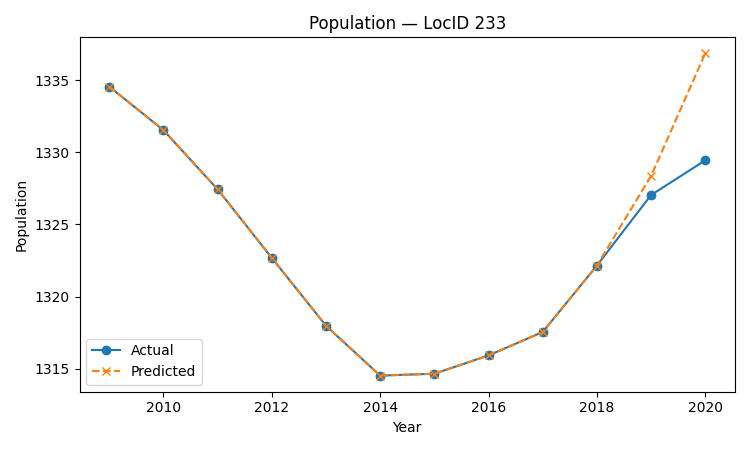 Population — LocID 233
Population
1335
1330
1325
1320
1315
Actual
Predicted
2010 2012 2014 2016 2018 2020
Year